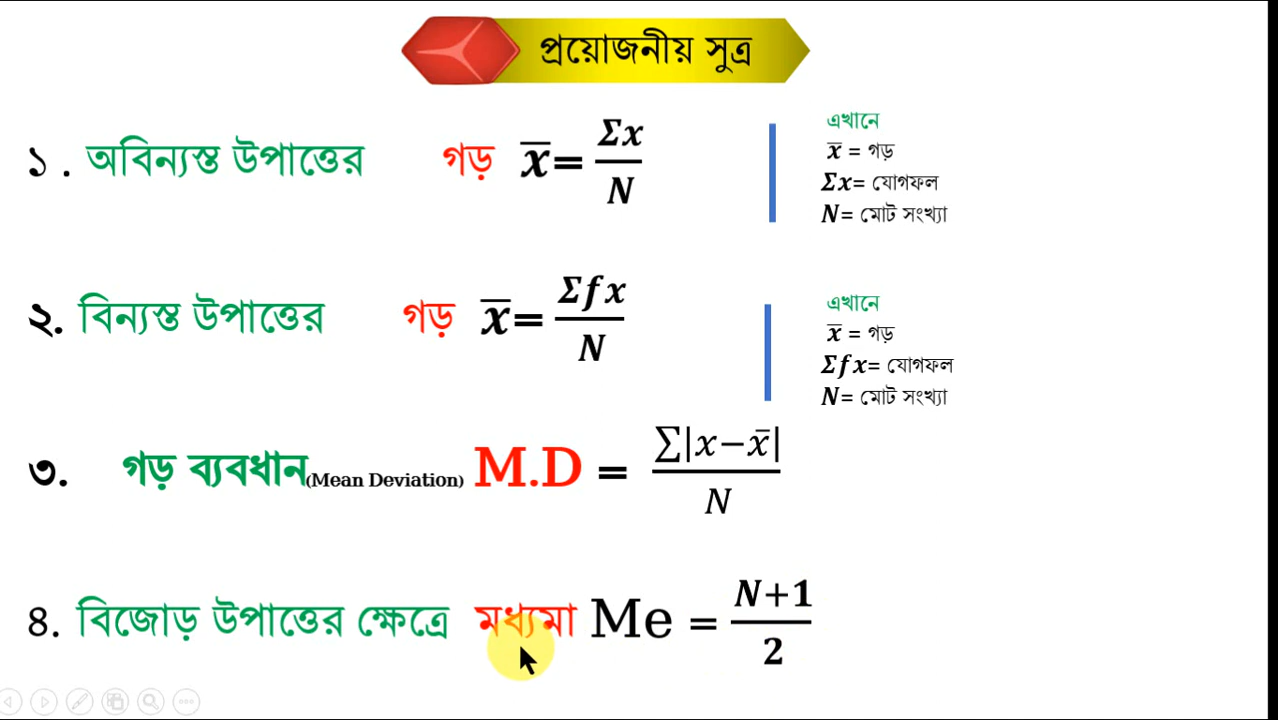 প্রয়োজনীয় সুত্র
১ . অবিন্যস্ত উপাত্তের গড় x̅ = Σx/N
এখানে
x̅ = গড়
Σx= যোগফল
N= মোট সংখ্যা
২. বিন্যস্ত উপাত্তের গড় x̅ = Σfx/N
এখানে
x̅ = গড়
Σfx= যোগফল
N= মোট সংখ্যা
৩. গড় ব্যবধান(Mean Deviation) M.D = ∑|x−x̄|/N
৪. বিজোড় উপাত্তের ক্ষেত্রে মধ্যমা Me = N+1/2